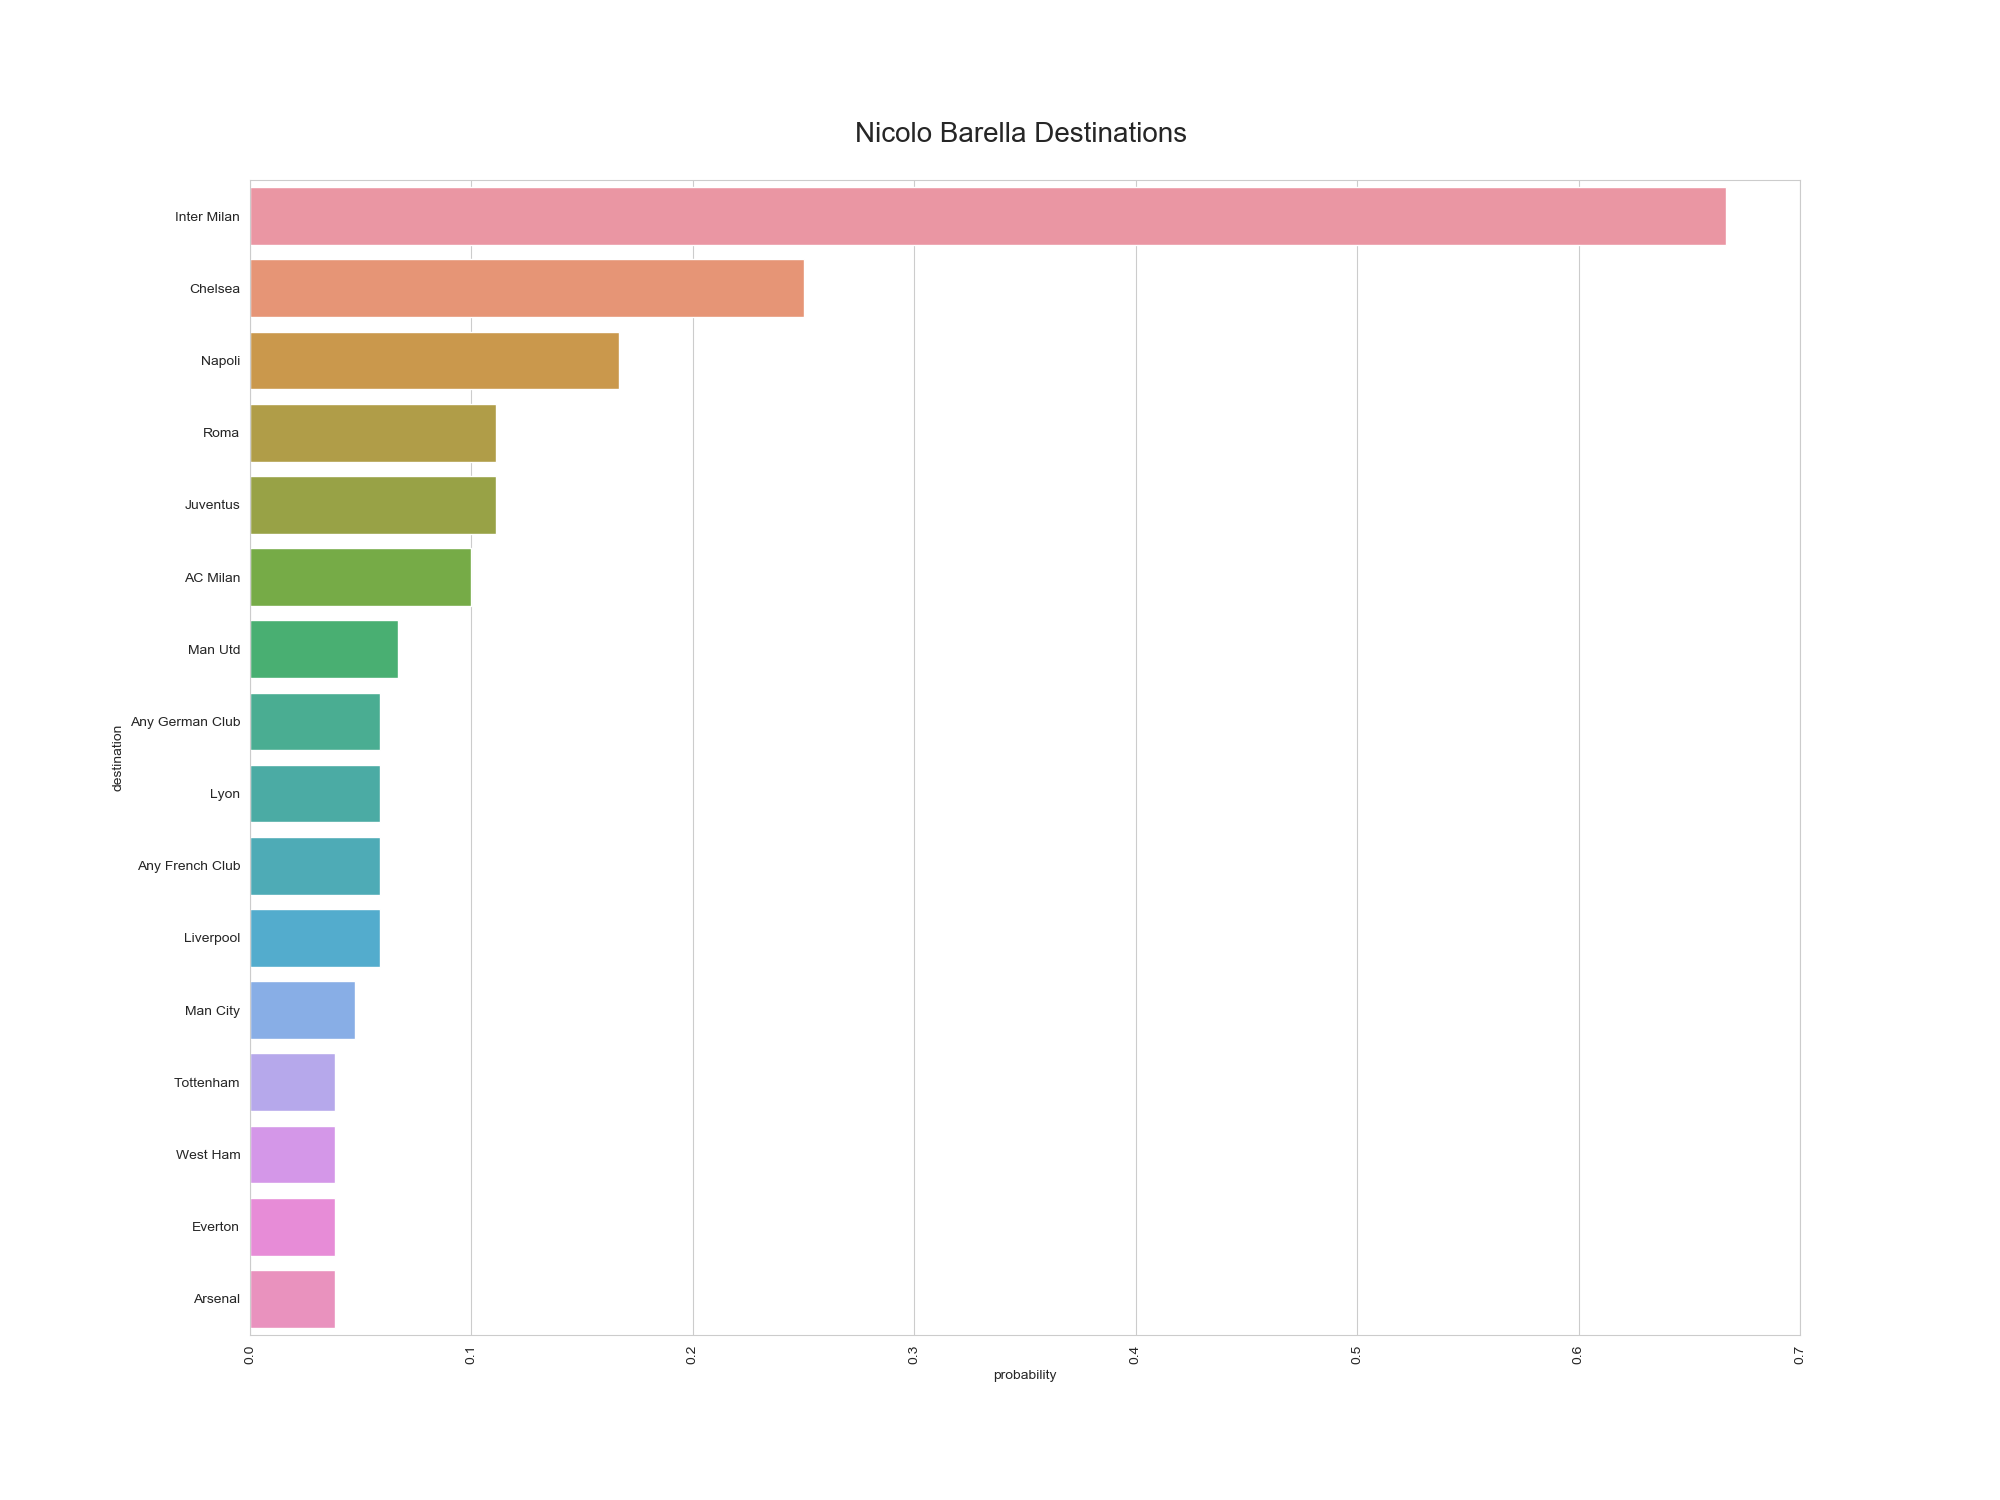 Nicolo Barella Destinations
Inter Milan
Chelsea
Napoli
Roma
Juventus
AC Milan
Man Utd
Any German Club
Lyon
Any French Club
Liverpool
Man City
Tottenham
West Ham
Everton
Arsenal
destination
0.0
0.1
0.2
0.3
0.4
0.5
0.6
0.7
probability